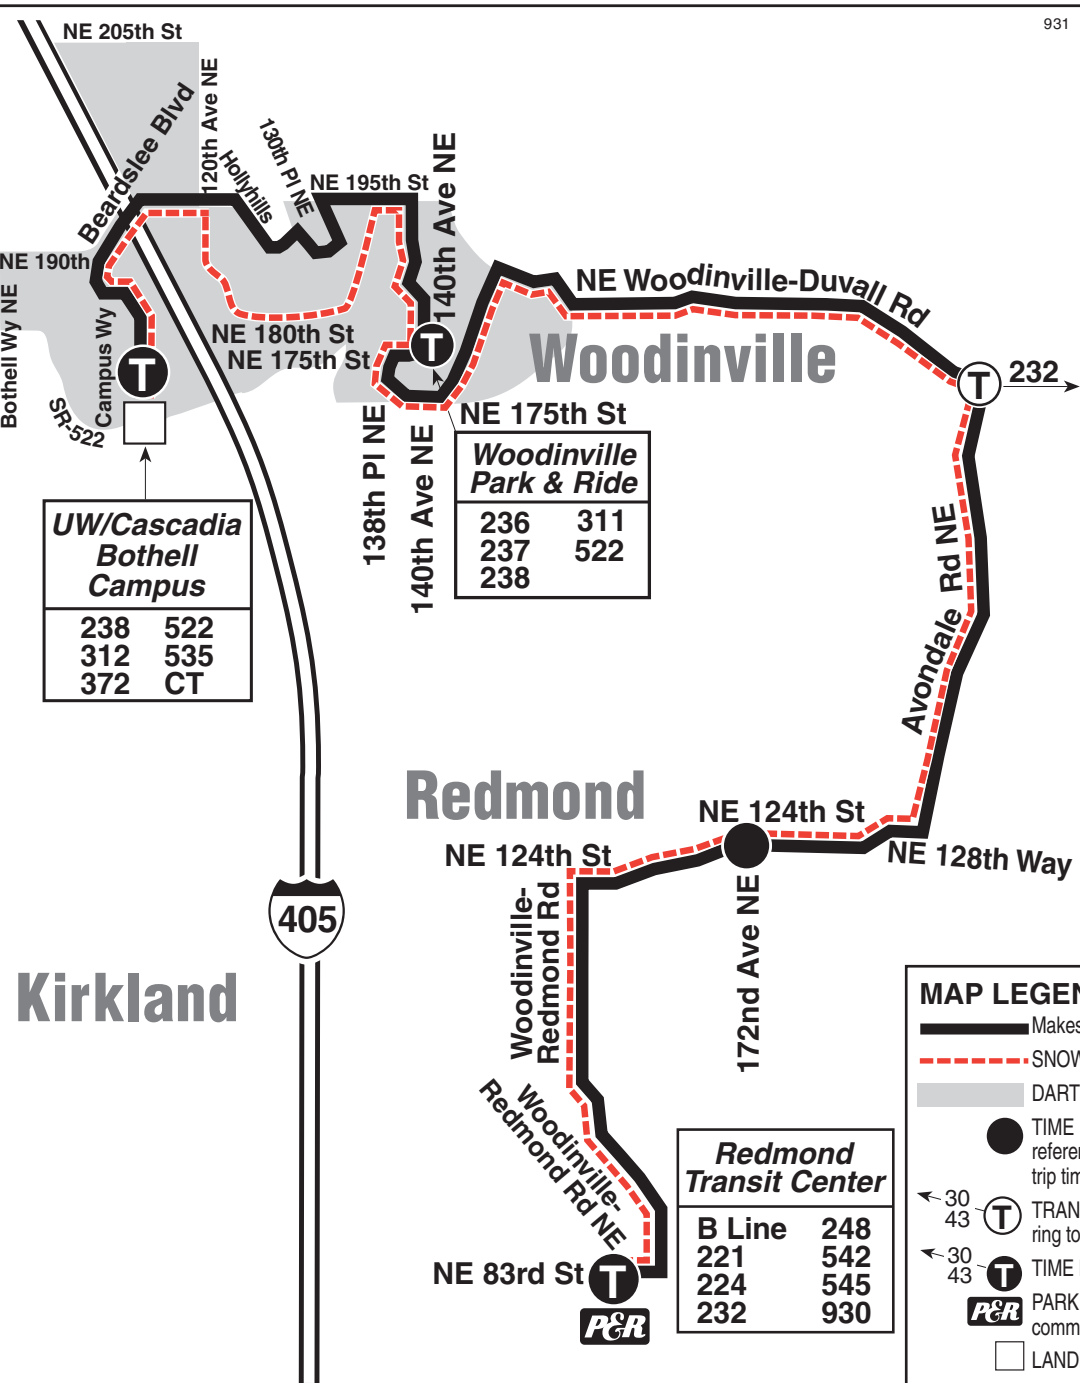 931
NE 205th St
Beardslee Blvd
120th Ave NE
Hollyhills
130th Pl NE
NE 195th St
140th Ave NE
NE 190th
Bothell Wy NE
Campus Wy
SR-522
T
NE 180th St
NE 175th St
T
NE Woodinville-Duvall Rd
Woodinville
T
232
NE 175th St
138th Pl NE
140th Ave NE
Woodinville
Park & Ride
236 311
237 522
238
UW/Cascadia
Bothell
Campus
238 522
312 535
372 CT
Avondale Rd NE
Redmond
NE 124th St
NE 124th St
NE 128th Way
172nd Ave NE
405
Kirkland
Woodinville-
Redmond Rd
Woodinville-
Redmond Rd NE
NE 83rd St
T
P&R
Redmond
Transit Center
B Line 248
221 542
224 545
232 930
MAP LEGEN
Makes
SNOW
DART
TIME
referen
trip tim
30
43
T
TRAN
ring to
30
43
T
TIME
P&R
PARK
comm
LAND